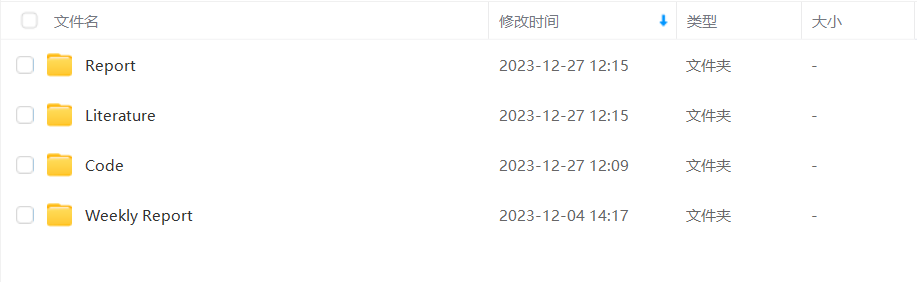 文件名 修改时间 类型 大小
Report 2023-12-27 12:15 文件夹 -
Literature 2023-12-27 12:15 文件夹 -
Code 2023-12-27 12:09 文件夹 -
Weekly Report 2023-12-04 14:17 文件夹 -